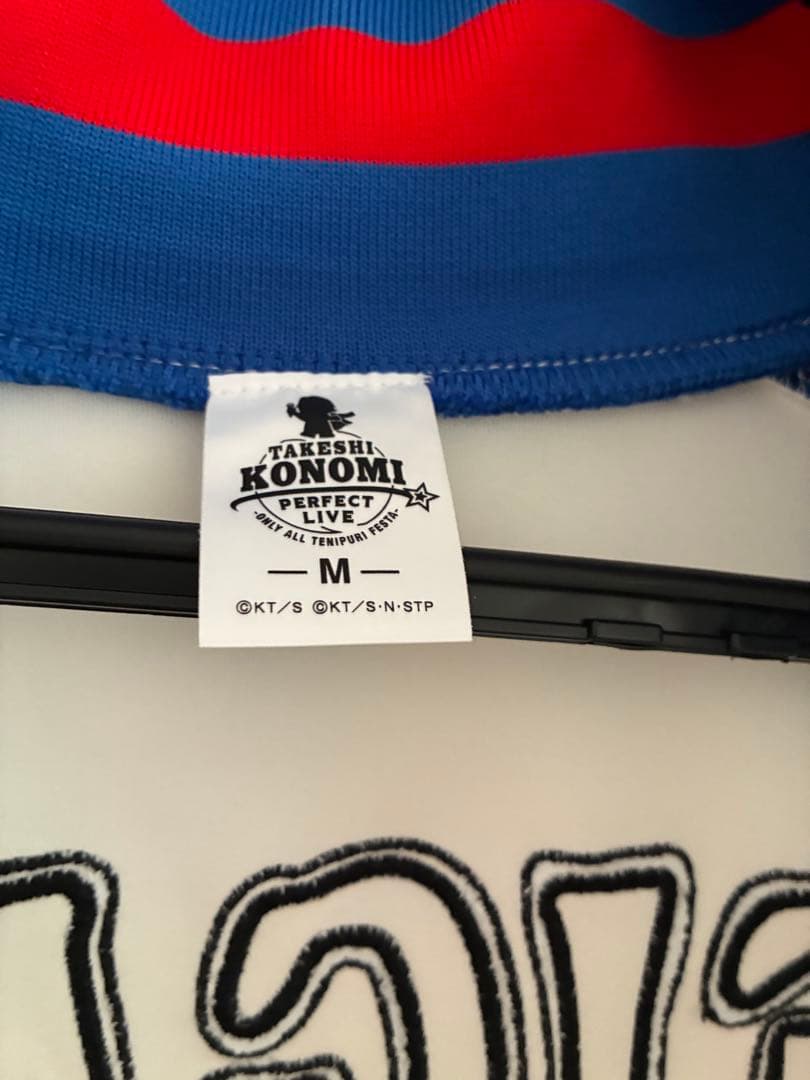 TAKESHI
KONOMI
PERFECT
LIVE
-ONLY ALL TENIPURI FESTA-
— M —
©KT/S ©KT/S·N·STP